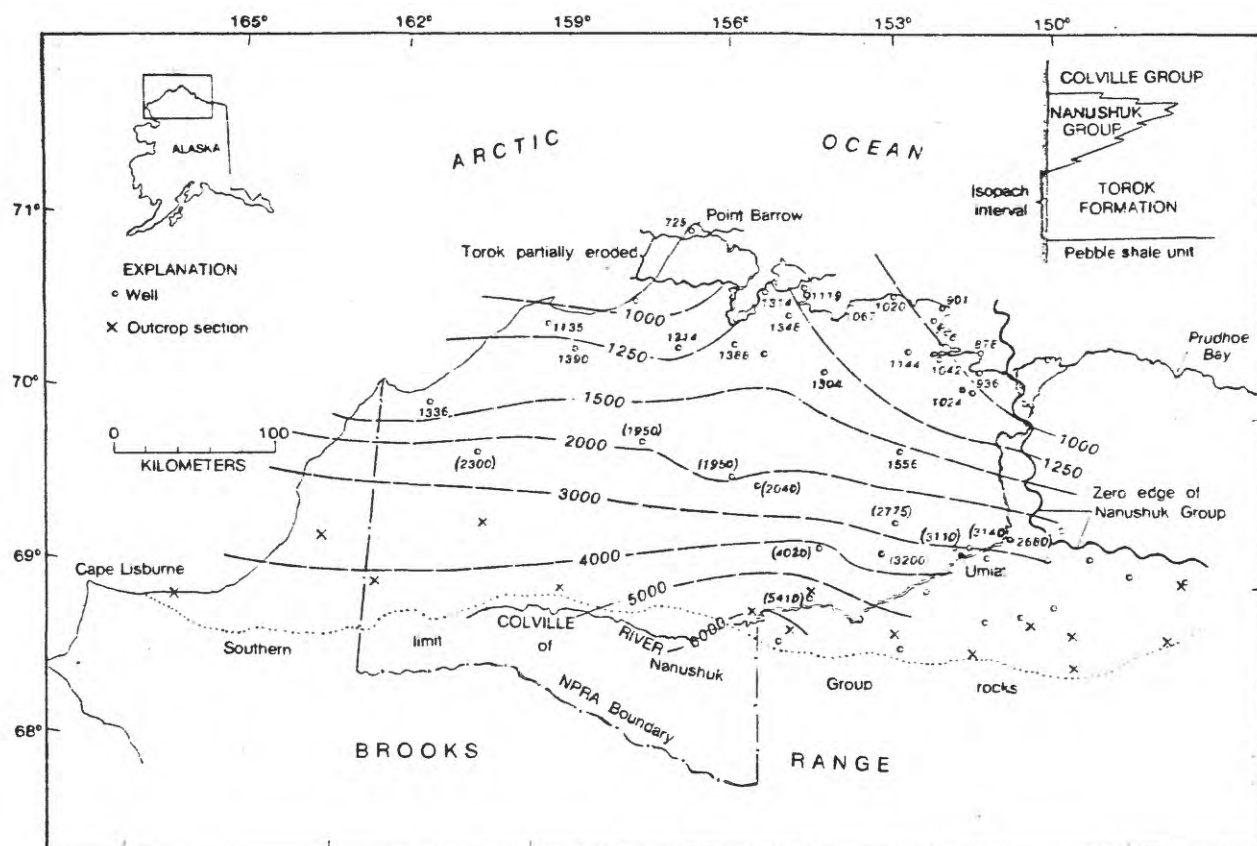 165° 162° 159° 156° 153° 150°
COLVILLE GROUP
NANUSHUK
GROUP
Isopach
interval
TOROK
FORMATION
Pebble shale unit
ALASKA
ARCTIC OCEAN
71°
70°
69°
68°
EXPLANATION
Well
Outcrop section
Point Barrow
Torok partially eroded
Prudhoe
Bay
725
1000
1135
1250
1390
1386
1314
1119
1348
1067
1020
901
878
1144
1042
936
1024
1304
1336
1500
1000
1250
0 100
KILOMETERS
2000
(1950)
(2300)
(1950)
(2040)
1556
3000
(2775)
(3110)
(3140)
Zero edge of
Nanushuk Group
4000
(4020)
Umiat
Cape Lisburne
5000
(5410)
6000
Southern limit of Nanushuk Group rocks
COLVILLE
RIVER
NPRA Boundary
BROOKS RANGE